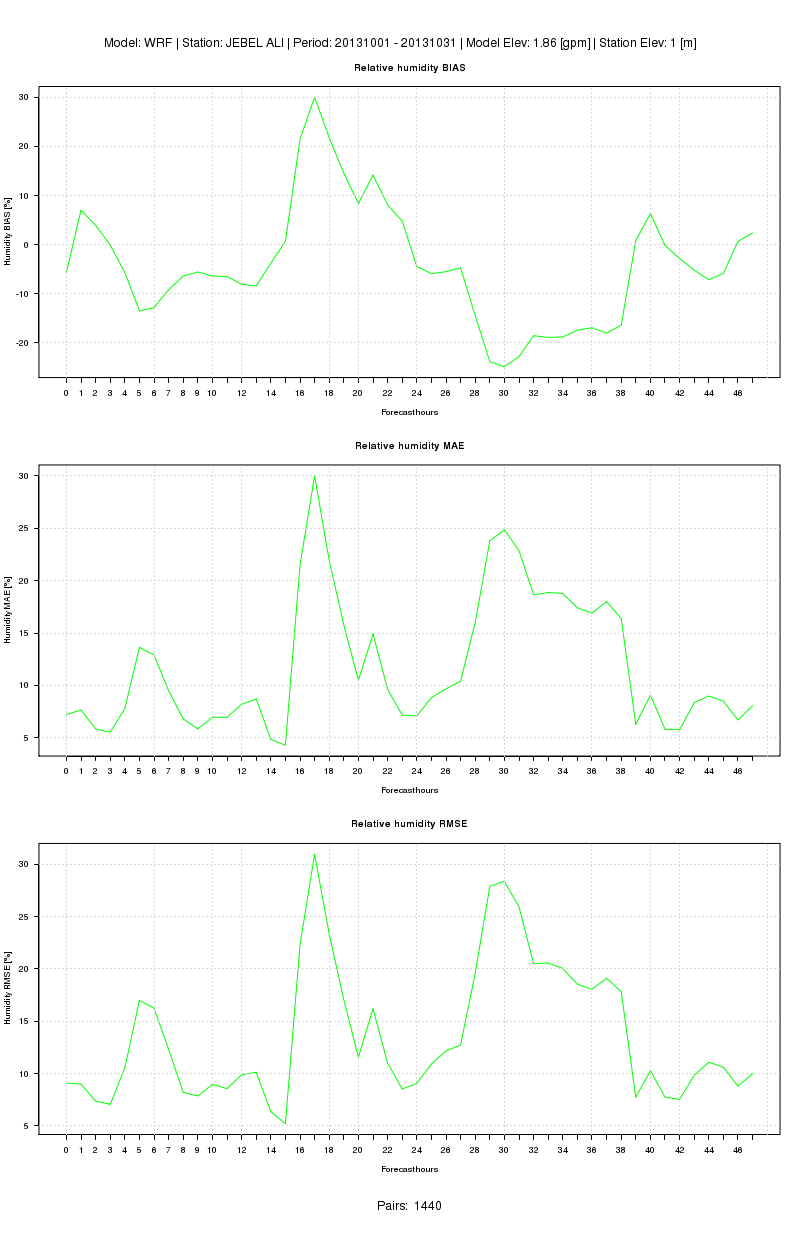 Model: WRF | Station: JEBEL ALI | Period: 20131001 - 20131031 | Model Elev: 1.86 [gpm] | Station Elev: 1 [m]
Relative humidity BIAS
Humidity BIAS [%]
30
20
10
0
-10
-20
0 1 2 3 4 5 6 7 8 9 10 12 14 16 18 20 22 24 26 28 30 32 34 36 38 40 42 44 46
Forecasthours
Relative humidity MAE
Humidity MAE [%]
30
25
20
15
10
5
0 1 2 3 4 5 6 7 8 9 10 12 14 16 18 20 22 24 26 28 30 32 34 36 38 40 42 44 46
Forecasthours
Relative humidity RMSE
Humidity RMSE [%]
30
25
20
15
10
5
0 1 2 3 4 5 6 7 8 9 10 12 14 16 18 20 22 24 26 28 30 32 34 36 38 40 42 44 46
Forecasthours
Pairs: 1440